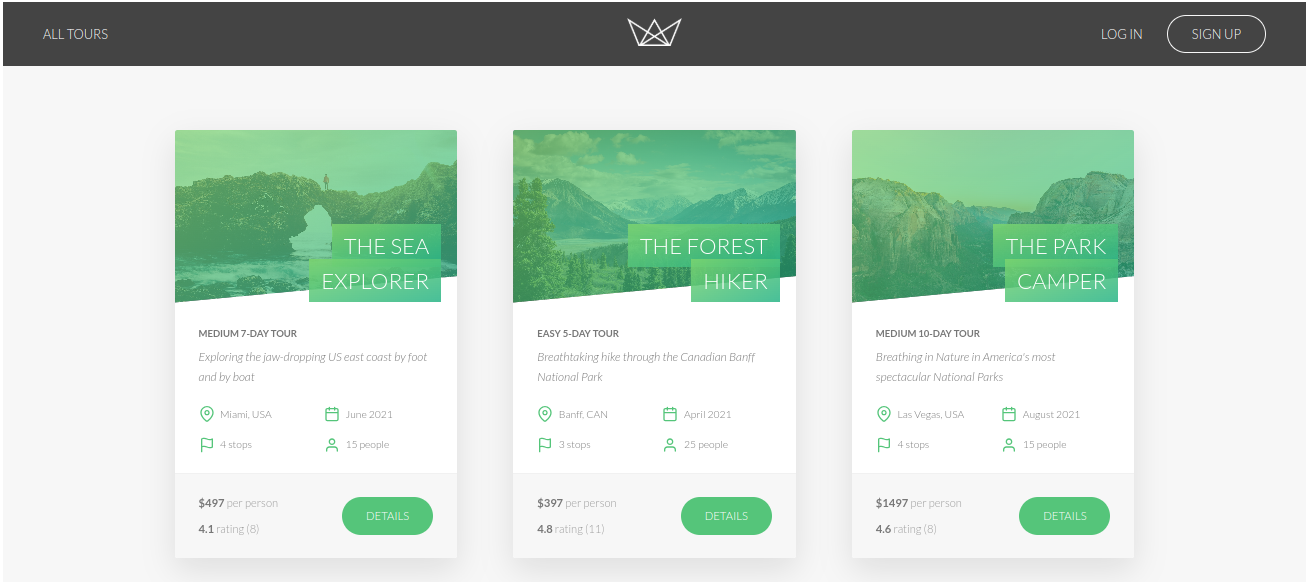 ALL TOURS
LOG IN
SIGN UP
THE SEA
EXPLORER
MEDIUM 7-DAY TOUR
Exploring the jaw-dropping US east coast by foot
and by boat
Miami, USA
June 2021
4 stops
15 people
$497 per person
4.1 rating (8)
DETAILS
THE FOREST
HIKER
EASY 5-DAY TOUR
Breathtaking hike through the Canadian Banff
National Park
Banff, CAN
April 2021
3 stops
25 people
$397 per person
4.8 rating (11)
DETAILS
THE PARK
CAMPER
MEDIUM 10-DAY TOUR
Breathing in Nature in America's most
spectacular National Parks
Las Vegas, USA
August 2021
4 stops
15 people
$1497 per person
4.6 rating (8)
DETAILS